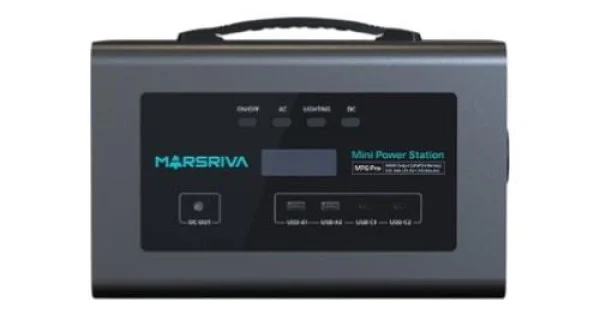 ON/OFF AC LIGHTING DC
MARSRIVA
Mini Power Station
MP6 Pro
DC OUT
USB-A1 USB-A2 USB-C1 USB-C2